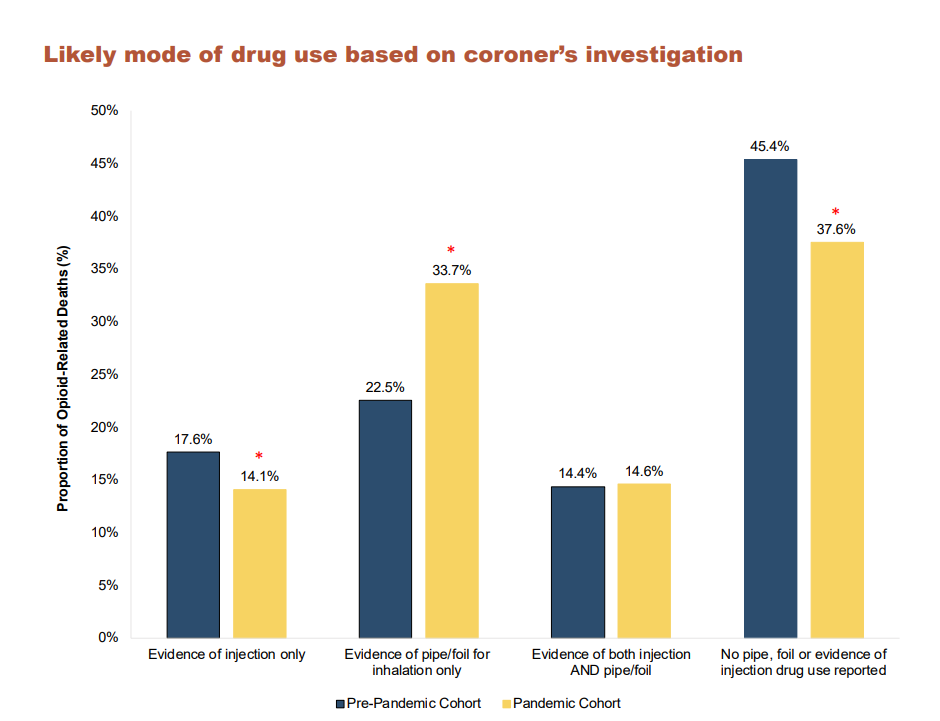 Likely mode of drug use based on coroner's investigation
Proportion of Opioid-Related Deaths (%)
50%
45%
40%
35%
30%
25%
20%
15%
10%
5%
0%
17.6%
*
14.1%
22.5%
*
33.7%
14.4%
14.6%
45.4%
*
37.6%
Evidence of injection only
Evidence of pipe/foil for
inhalation only
Evidence of both injection
AND pipe/foil
No pipe, foil or evidence of
injection drug use reported
Pre-Pandemic Cohort
Pandemic Cohort